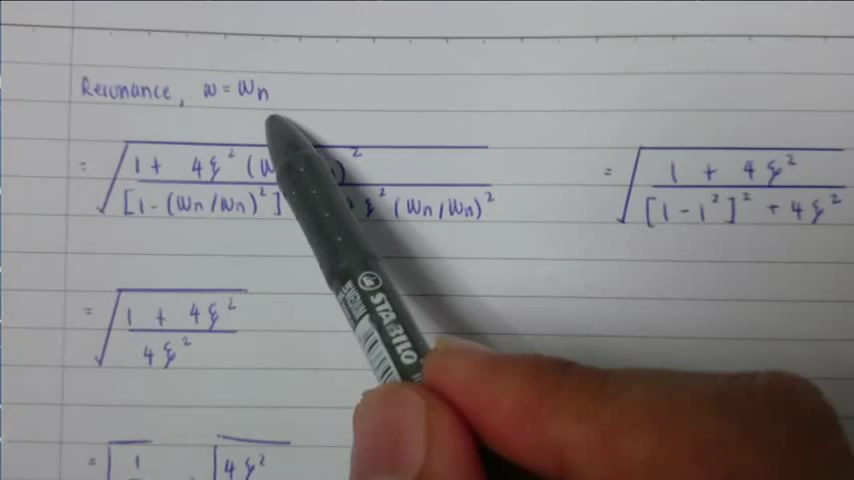 Resonance, ω = ωn
= √ 1 + 4ξ² (ω )²
[1 - (ωn/ωn)²] ξ² (ωn/ωn)²
= √ 1 + 4ξ²
[1 - 1²]² + 4ξ²
= √ 1 + 4ξ²
4ξ²
= 1 4ξ²
STABILO